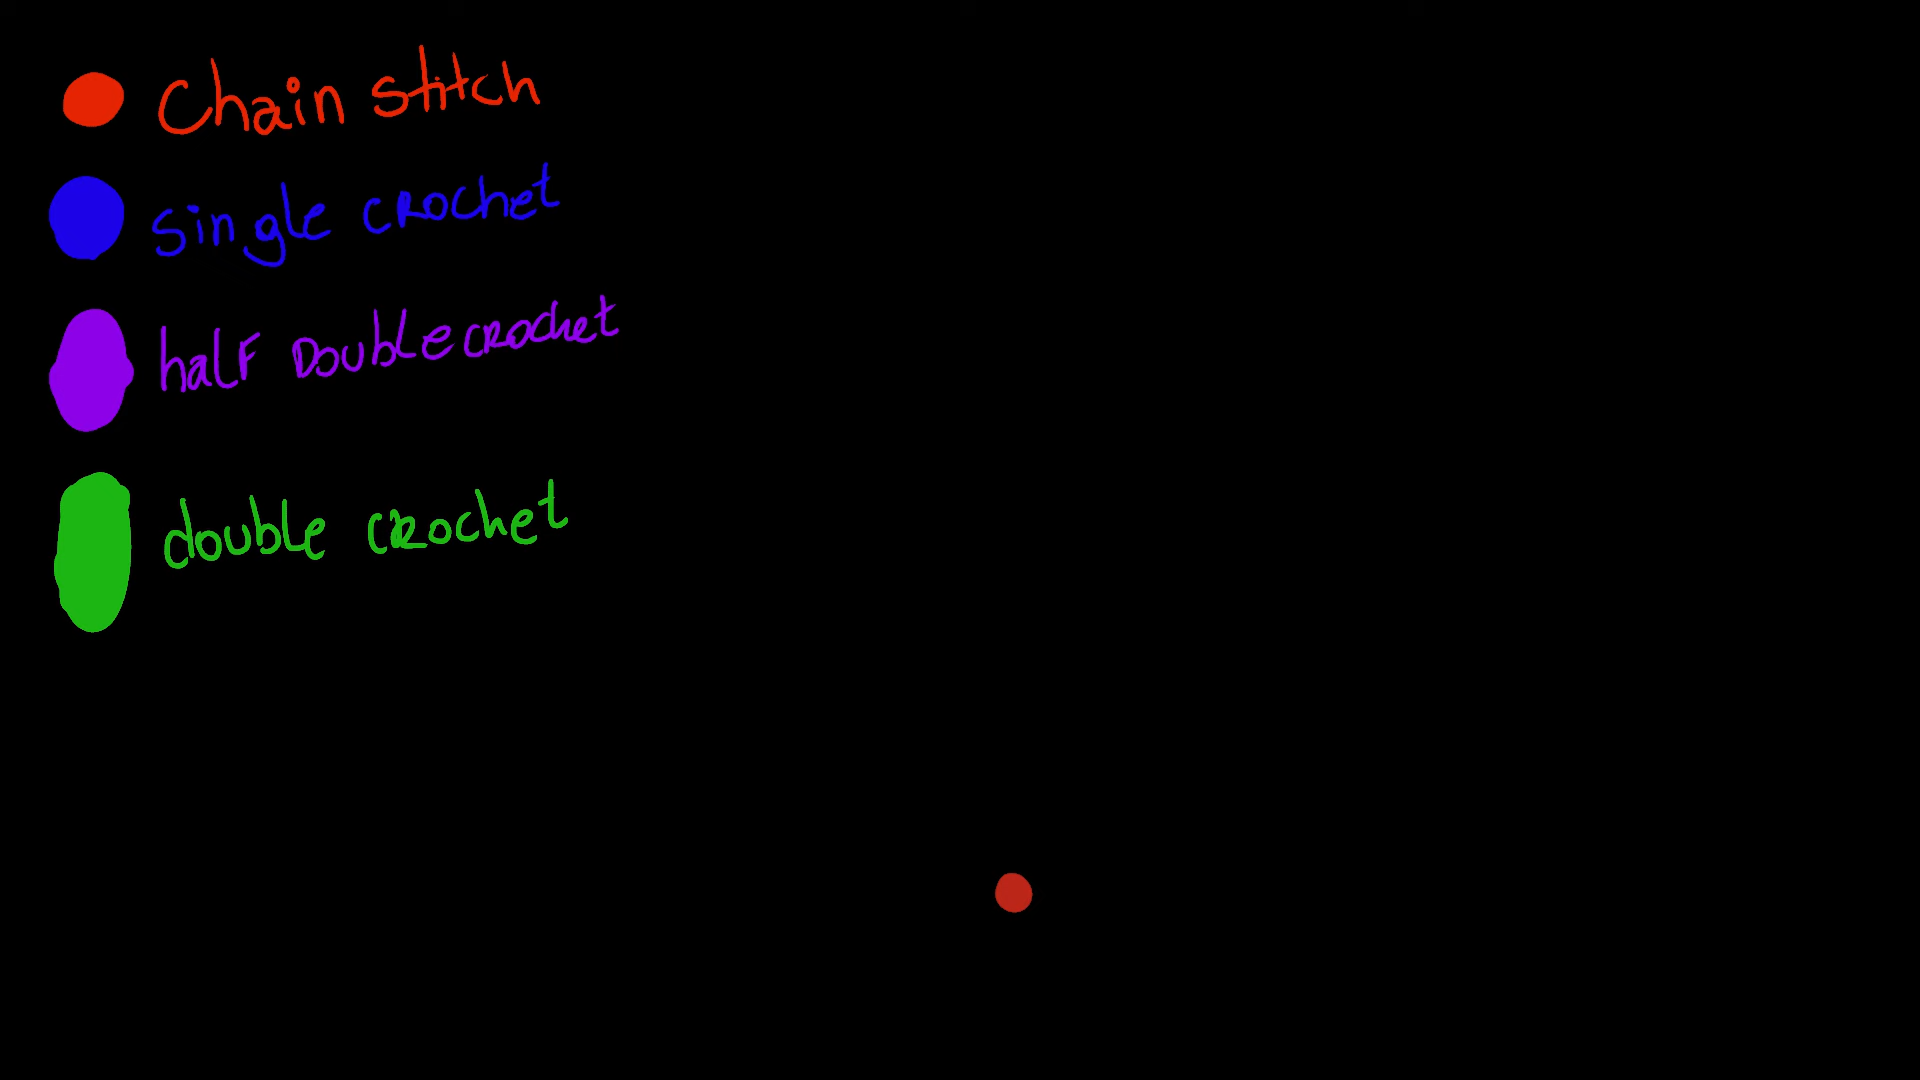 Chain stitch
single crochet
half Double crochet
double crochet